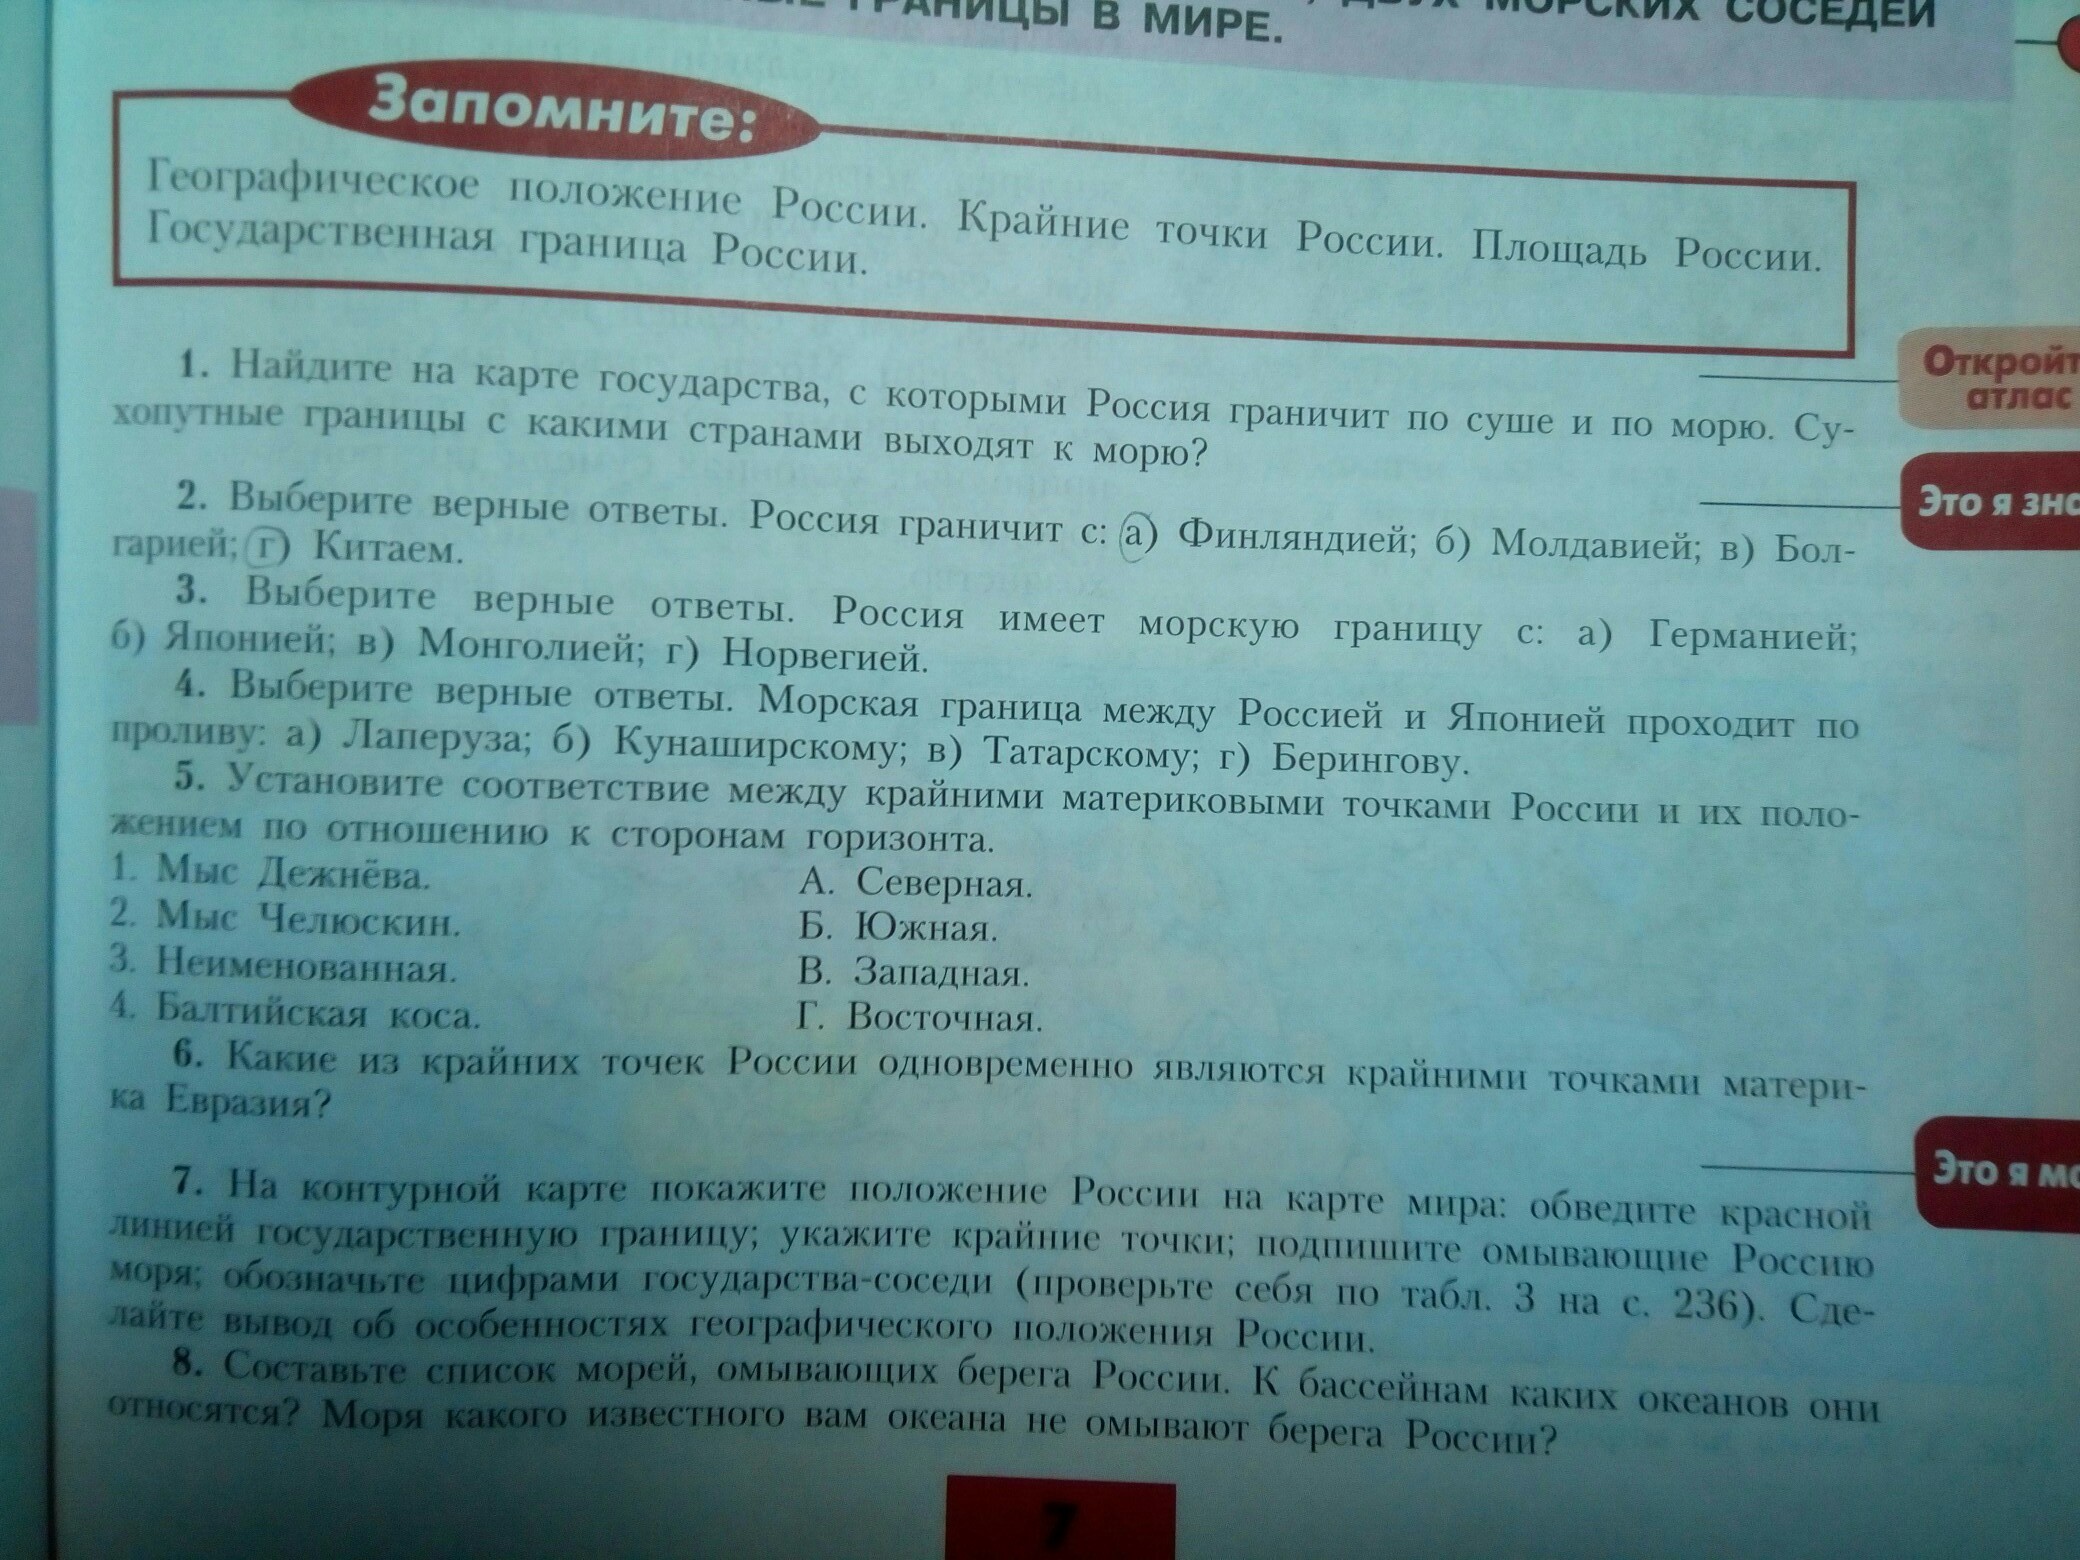 ГРАНИЦЫ В МИРЕ.
ДВУХ МОРСКИХ СОСЕДЕЙ
Запомните:
Географическое положение России. Крайние точки России. Площадь России.
Государственная граница России.
1. Найдите на карте государства, с которыми Россия граничит по суше и по морю. Су-
хопутные границы с какими странами выходят к морю?
Открой
атлас
2. Выберите верные ответы. Россия граничит с: а) Финляндией; б) Молдавией; в) Бол-
гарией; г) Китаем.
Это я
3. Выберите верные ответы. Россия имеет морскую границу с: а) Германией;
б) Японией; в) Монголией; г) Норвегией.
4. Выберите верные ответы. Морская граница между Россией и Японией проходит по
проливу: а) Лаперуза; б) Кунаширскому; в) Татарскому; г) Берингову.
5. Установите соответствие между крайними материковыми точками России и их поло-
жением по отношению к сторонам горизонта.
1. Мыс Дежнёва. А. Северная.
2. Мыс Челюскин. Б. Южная.
3. Неименованная. В. Западная.
4. Балтийская коса. Г. Восточная.
6. Какие из крайних точек России одновременно являются крайними точками матери-
ка Евразия?
7. На контурной карте покажите положение России на карте мира: обведите красной
линией государственную границу; укажите крайние точки; подпишите омывающие Россию
моря; обозначьте цифрами государства-соседи (проверьте себя по табл. 3 на с. 236). Сде-
лайте вывод об особенностях географического положения России.
Это я
8. Составьте список морей, омывающих берега России. К бассейнам каких океанов они
относятся? Моря какого известного вам океана не омывают берега России?
7